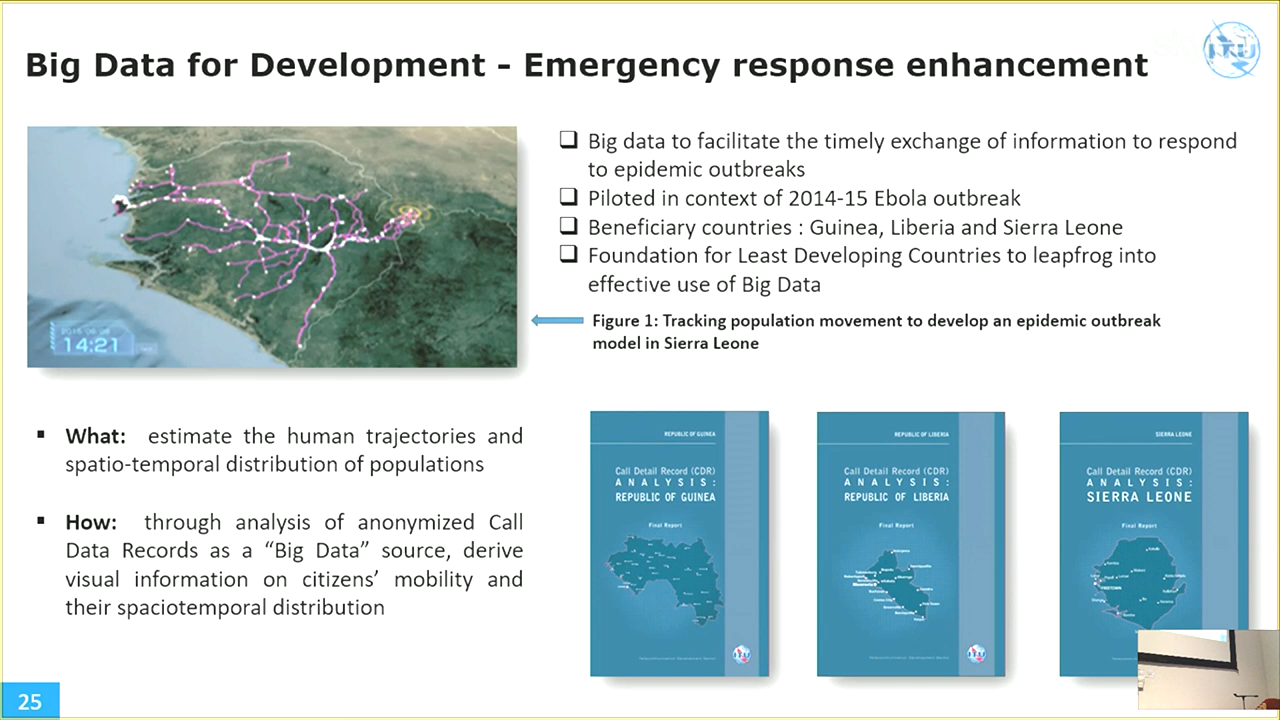 Big Data for Development - Emergency response enhancement
ITU
Big data to facilitate the timely exchange of information to respond
to epidemic outbreaks
Piloted in context of 2014-15 Ebola outbreak
Beneficiary countries : Guinea, Liberia and Sierra Leone
Foundation for Least Developing Countries to leapfrog into
effective use of Big Data
Figure 1: Tracking population movement to develop an epidemic outbreak
model in Sierra Leone
14:21
What: estimate the human trajectories and
spatio-temporal distribution of populations
How: through analysis of anonymized Call
Data Records as a “Big Data” source, derive
visual information on citizens’ mobility and
their spaciotemporal distribution
REPUBLIC OF GUINEA
Call Detail Record (CDR)
ANALYSIS:
REPUBLIC OF GUINEA
Final Report
REPUBLIC OF LIBERIA
Call Detail Record (CDR)
ANALYSIS:
REPUBLIC OF LIBERIA
Final Report
SIERRA LEONE
Call Detail Record (CDR)
ANALYSIS:
SIERRA LEONE
Final Report
25